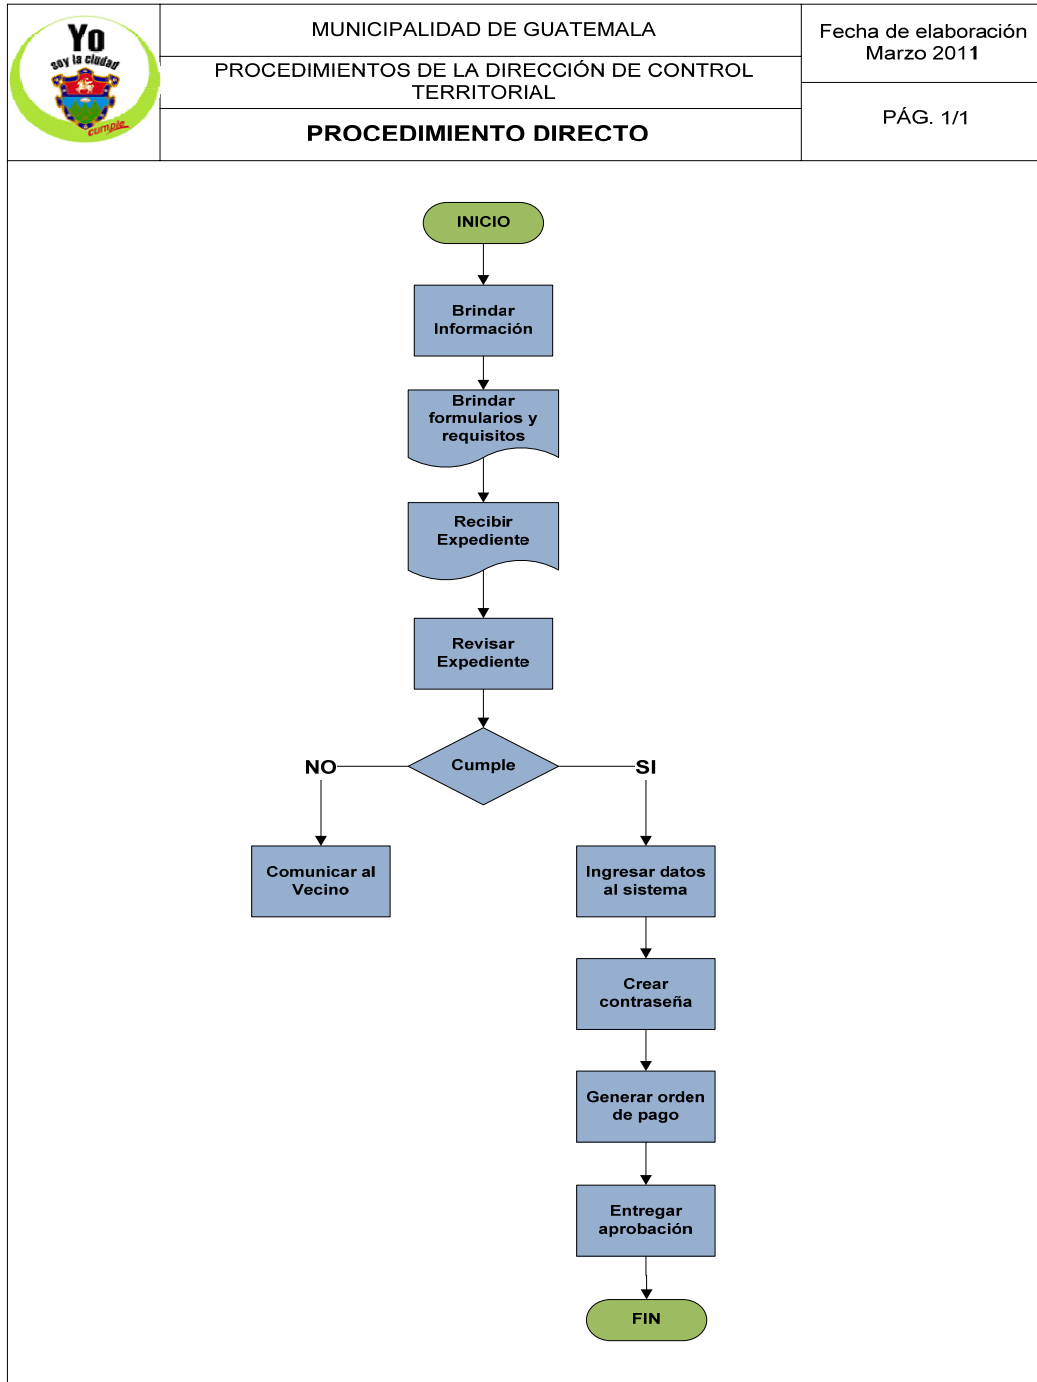 Yo
soy la ciudad
cumple
MUNICIPALIDAD DE GUATEMALA
PROCEDIMIENTOS DE LA DIRECCIÓN DE CONTROL
TERRITORIAL
PROCEDIMIENTO DIRECTO
Fecha de elaboración
Marzo 2011
PÁG. 1/1
INICIO
Brindar
Información
Brindar
formularios y
requisitos
Recibir
Expediente
Revisar
Expediente
Cumple
NO
SI
Comunicar al
Vecino
Ingresar datos
al sistema
Crear
contraseña
Generar orden
de pago
Entregar
aprobación
FIN